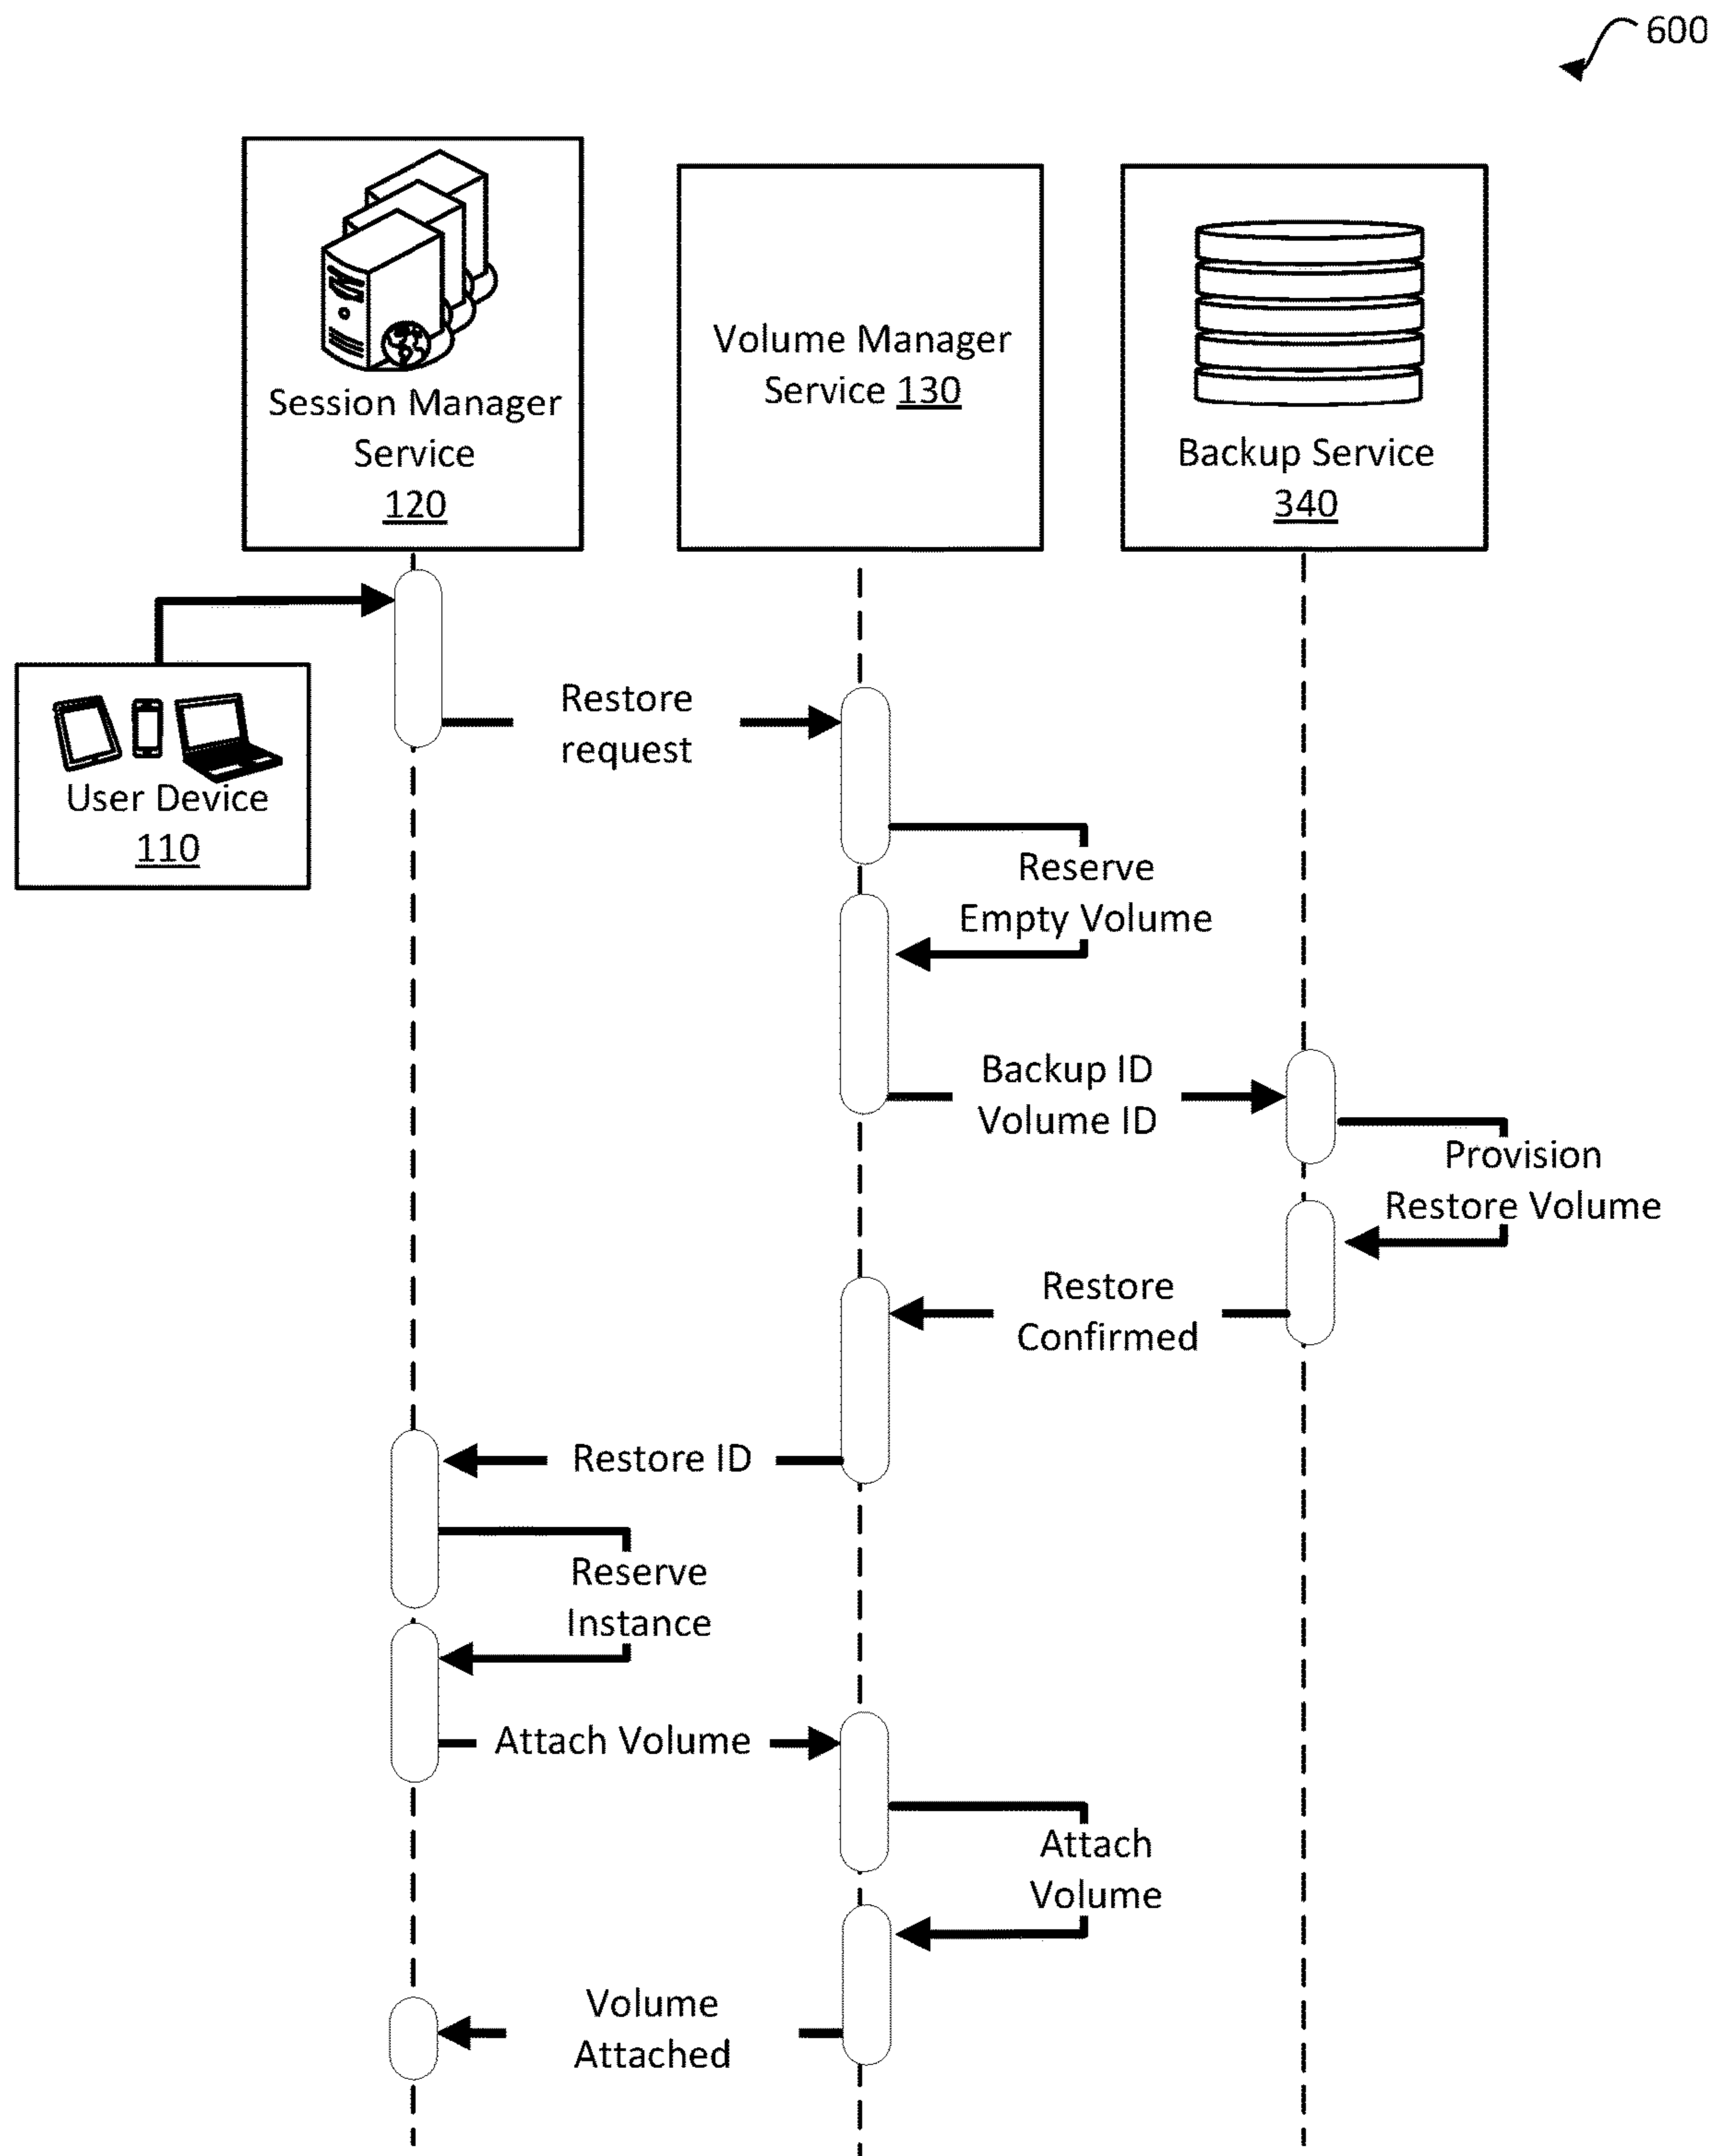 600
Session Manager
Service
120
Volume Manager
Service 130
Backup Service
340
User Device
110
Restore
request
Reserve
Empty Volume
Backup ID
Volume ID
Provision
Restore Volume
Restore
Confirmed
Restore ID
Reserve
Instance
Attach Volume
Attach
Volume
Volume
Attached